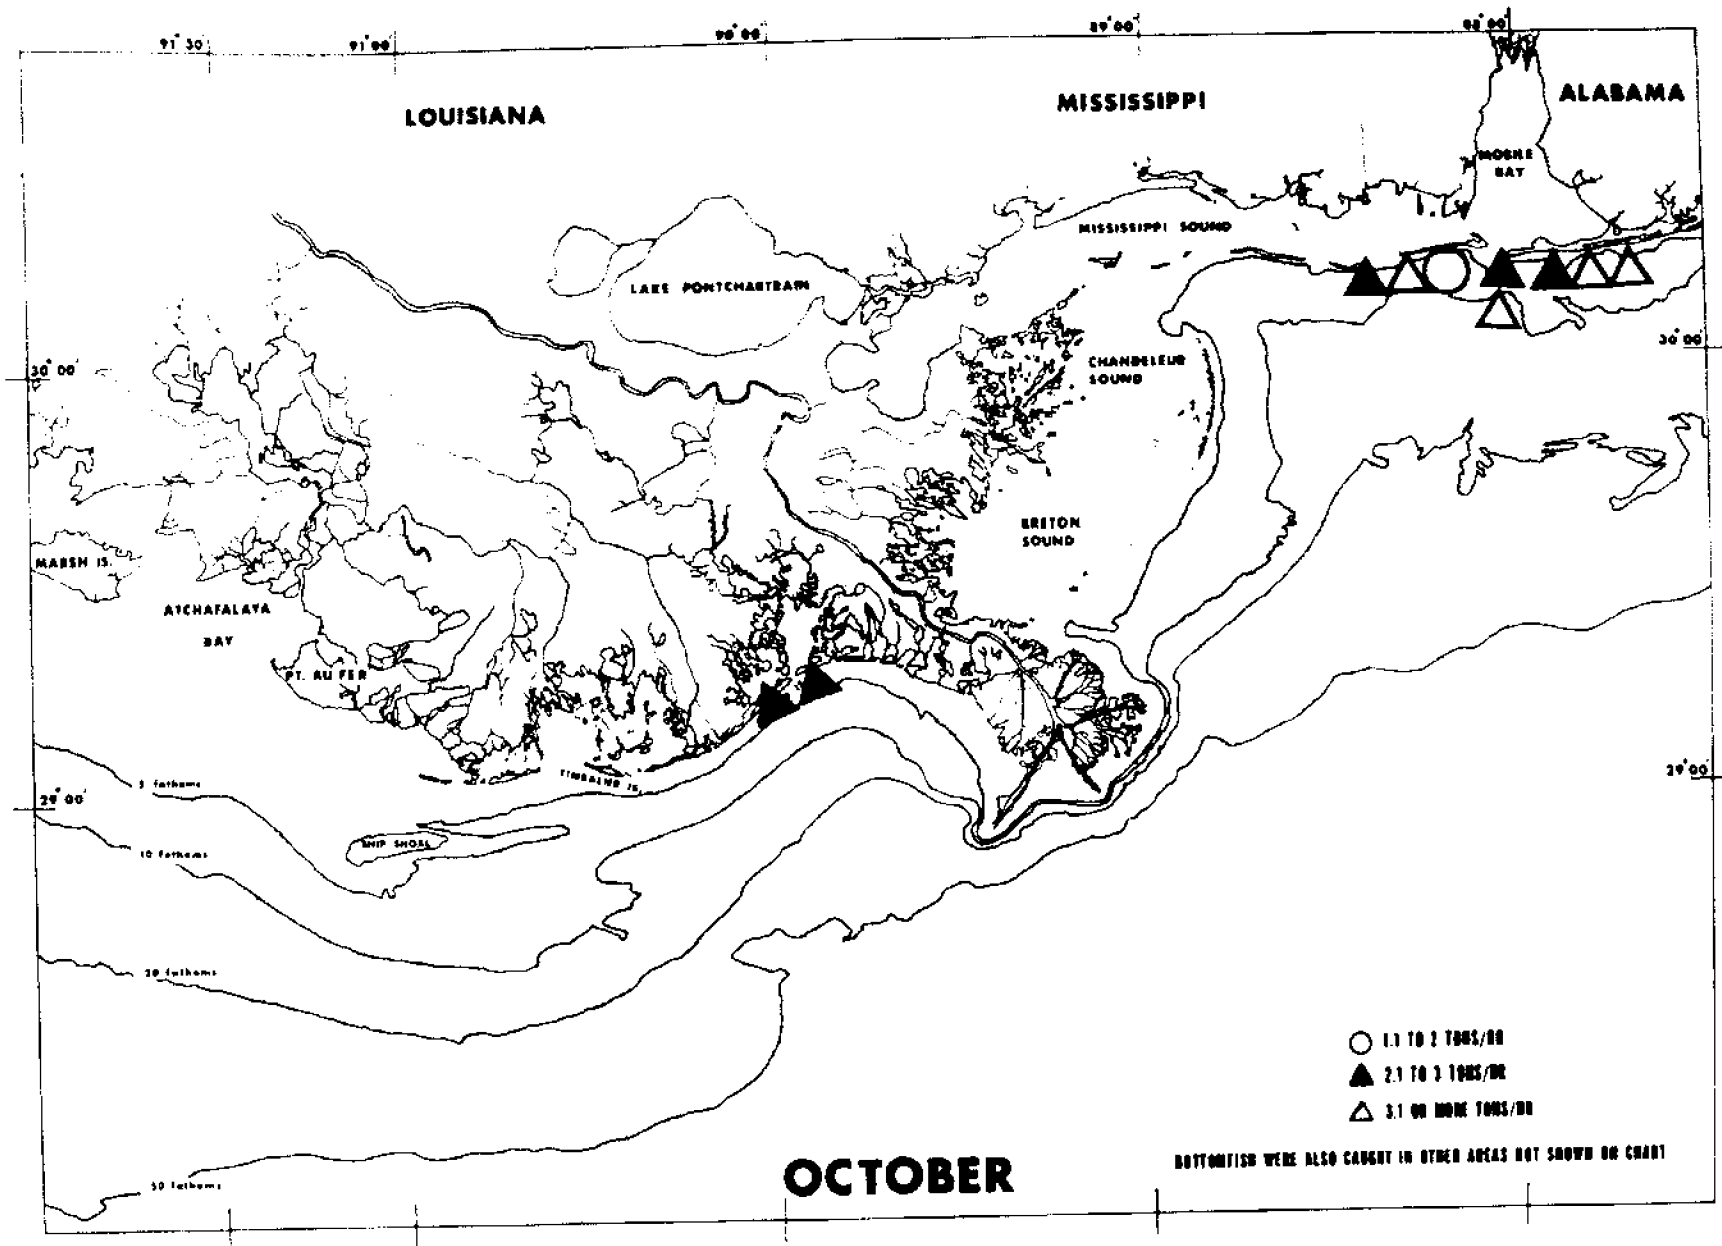 91° 30'
91° 00'
90° 00'
89° 00'
88° 00'
LOUISIANA
MISSISSIPPI
ALABAMA
MOBILE
BAY
MISSISSIPPI SOUND
LAKE PONTCHARTRAIN
30° 00'
30° 00'
CHANDELEUR
SOUND
BRETON
SOUND
MARSH IS.
ATCHAFALAYA
BAY
PT. AU FER
TIMBALIER IS.
29° 00'
29° 00'
5 fathoms
SHIP SHOAL
10 fathoms
20 fathoms
50 fathoms
1.1 TO 2 TONS/HR
2.1 TO 3 TONS/HR
3.1 OR MORE TONS/HR
BOTTOMFISH WERE ALSO CAUGHT IN OTHER AREAS NOT SHOWN ON CHART
OCTOBER